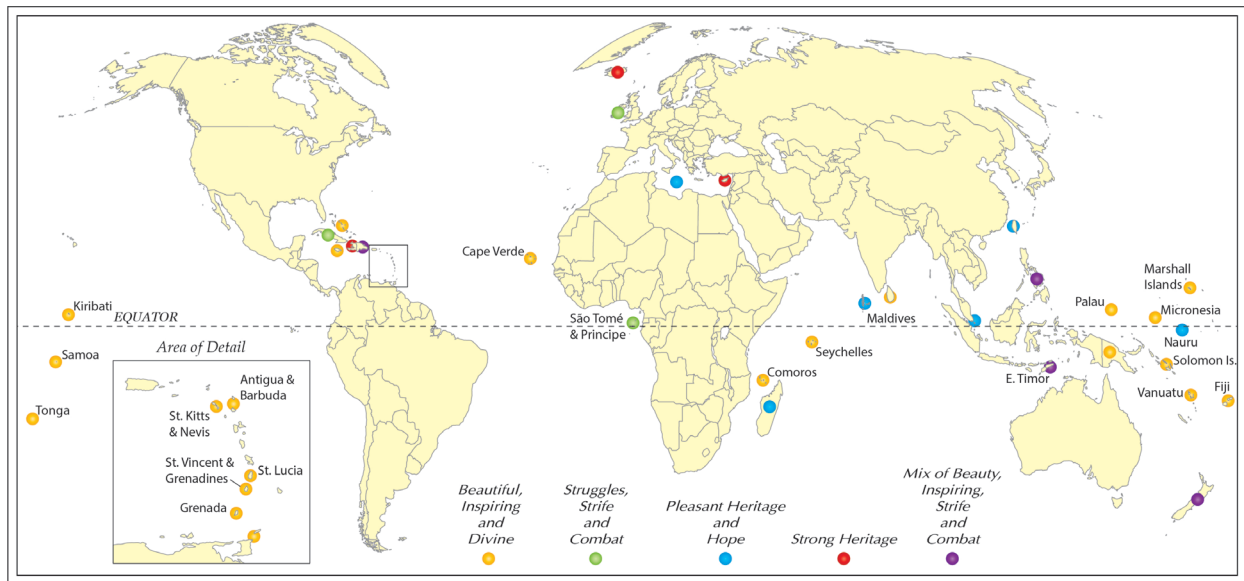 Cape Verde
Marshall
Islands
Palau
Micronesia
Kiribati
EQUATOR
São Tomé
& Principe
Maldives
Nauru
Samoa
Area of Detail
Seychelles
Solomon Is.
Comoros
E. Timor
Vanuatu
Fiji
Tonga
Antigua &
Barbuda
St. Kitts
& Nevis
St. Vincent &
Grenadines
St. Lucia
Grenada
Beautiful,
Inspiring
and
Divine
Struggles,
Strife
and
Combat
Pleasant Heritage
and
Hope
Strong Heritage
Mix of Beauty,
Inspiring,
Strife
and
Combat